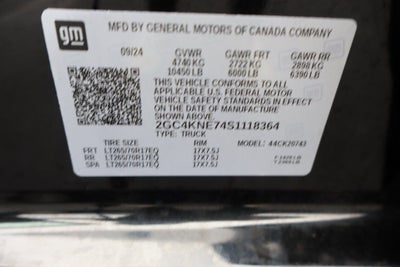 gm
MFD BY GENERAL MOTORS OF CANADA COMPANY
09/24 GVWR GAWR FRT GAWR RR
4740 KG 2722 KG 2898 KG
10450 LB 6000 LB 6390 LB
THIS VEHICLE CONFORMS TO ALL
APPLICABLE U.S. FEDERAL MOTOR
VEHICLE SAFETY STANDARDS IN
EFFECT ON THE DATE OF
MANUFACTURE SHOWN ABOVE.
2GC4KNE74S1118364
TYPE: TRUCK
TIRE SIZE RIM MODEL: 44CK20743
FRT LT265/70R17EQ 17X7.5J
RR LT265/70R17EQ 17X7.5J
SPA LT265/70R17EQ 17X7.5J